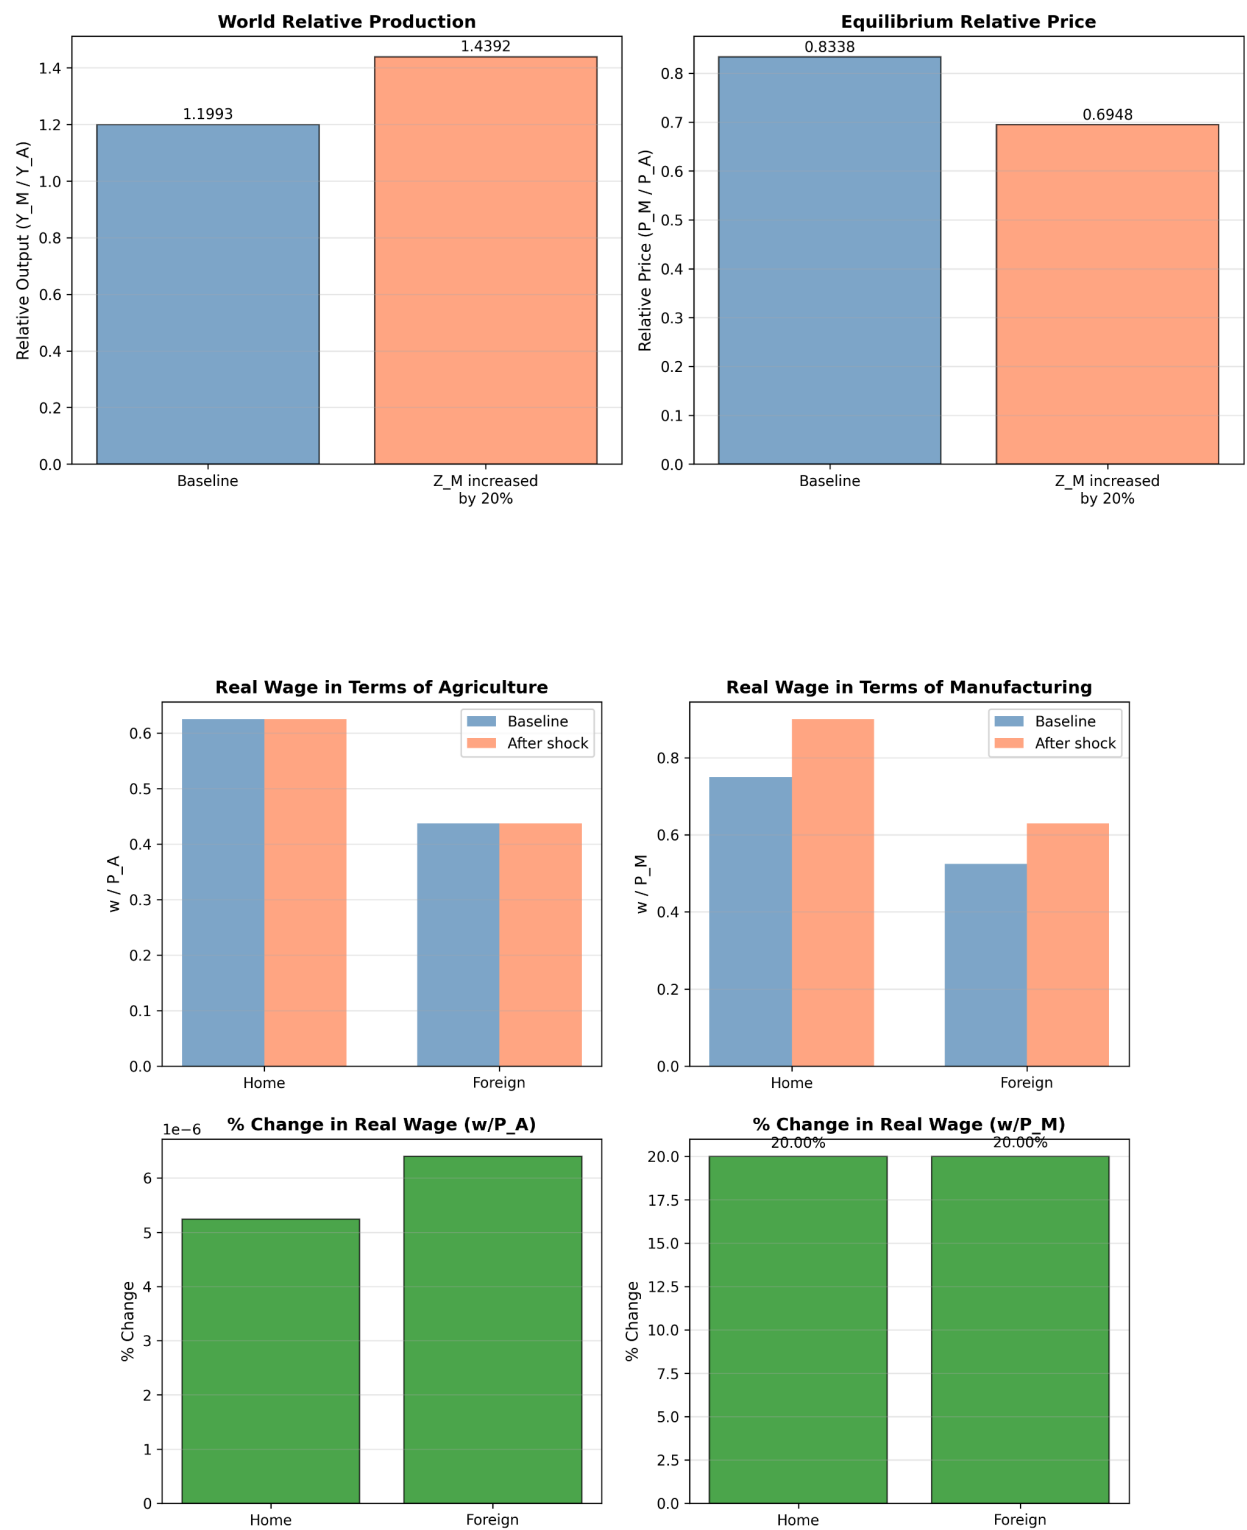 World Relative Production
Relative Output (Y_M / Y_A)
1.4
1.2
1.0
0.8
0.6
0.4
0.2
0.0
1.1993
1.4392
Baseline
Z_M increased
by 20%
Equilibrium Relative Price
Relative Price (P_M / P_A)
0.8
0.7
0.6
0.5
0.4
0.3
0.2
0.1
0.0
0.8338
0.6948
Baseline
Z_M increased
by 20%
Real Wage in Terms of Agriculture
w / P_A
0.6
0.5
0.4
0.3
0.2
0.1
0.0
Baseline
After shock
Home
Foreign
Real Wage in Terms of Manufacturing
w / P_M
0.8
0.6
0.4
0.2
0.0
Baseline
After shock
Home
Foreign
% Change in Real Wage (w/P_A)
1e−6
% Change
6
5
4
3
2
1
0
Home
Foreign
% Change in Real Wage (w/P_M)
% Change
20.0
17.5
15.0
12.5
10.0
7.5
5.0
2.5
0.0
20.00%
20.00%
Home
Foreign